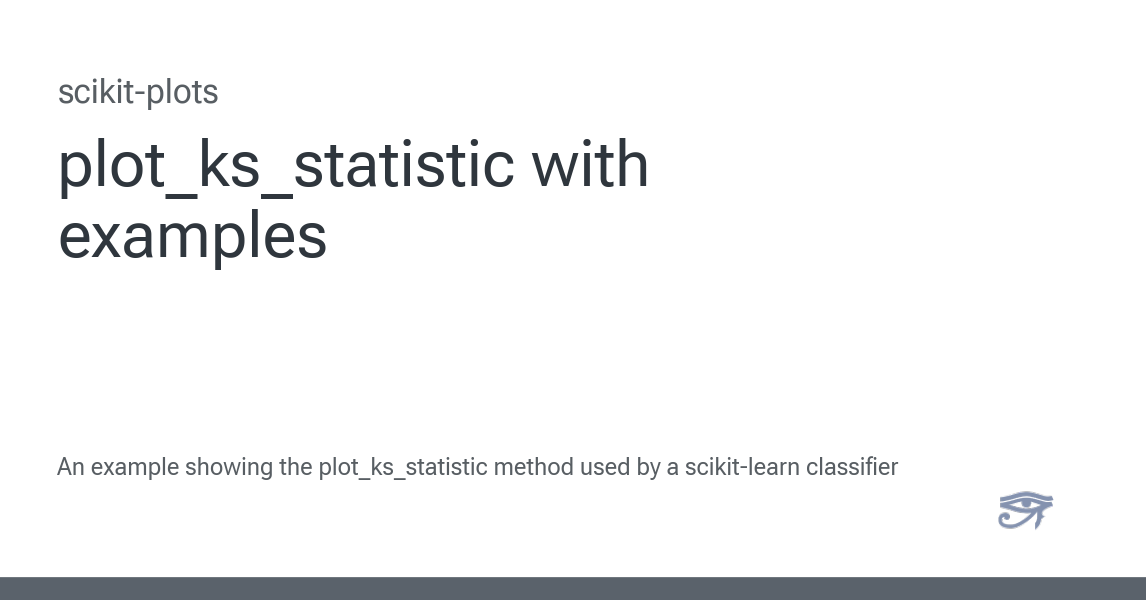 scikit-plots
plot_ks_statistic with
examples
An example showing the plot_ks_statistic method used by a scikit-learn classifier